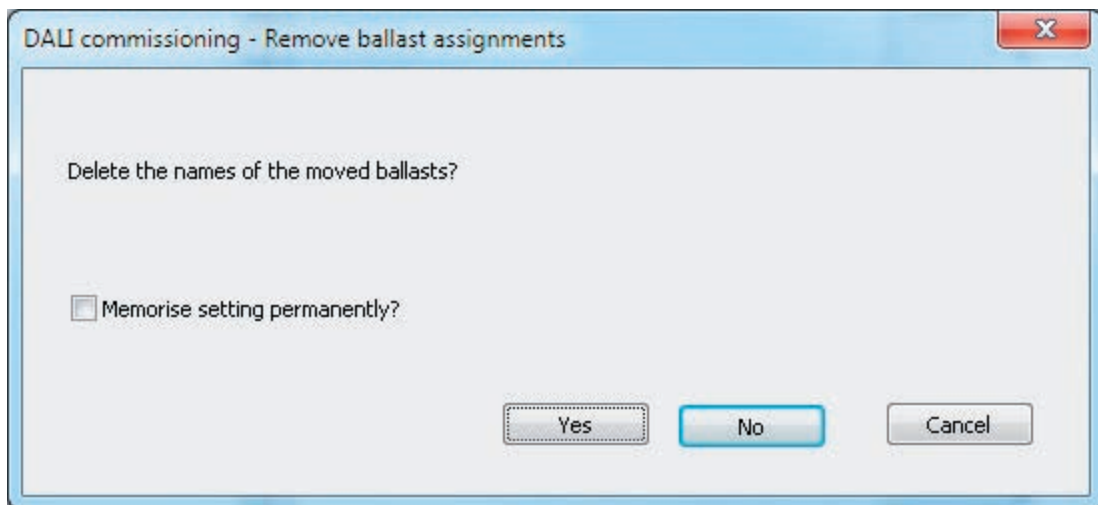 DALI commissioning - Remove ballast assignments
Delete the names of the moved ballasts?
Memorise setting permanently?
Yes No Cancel